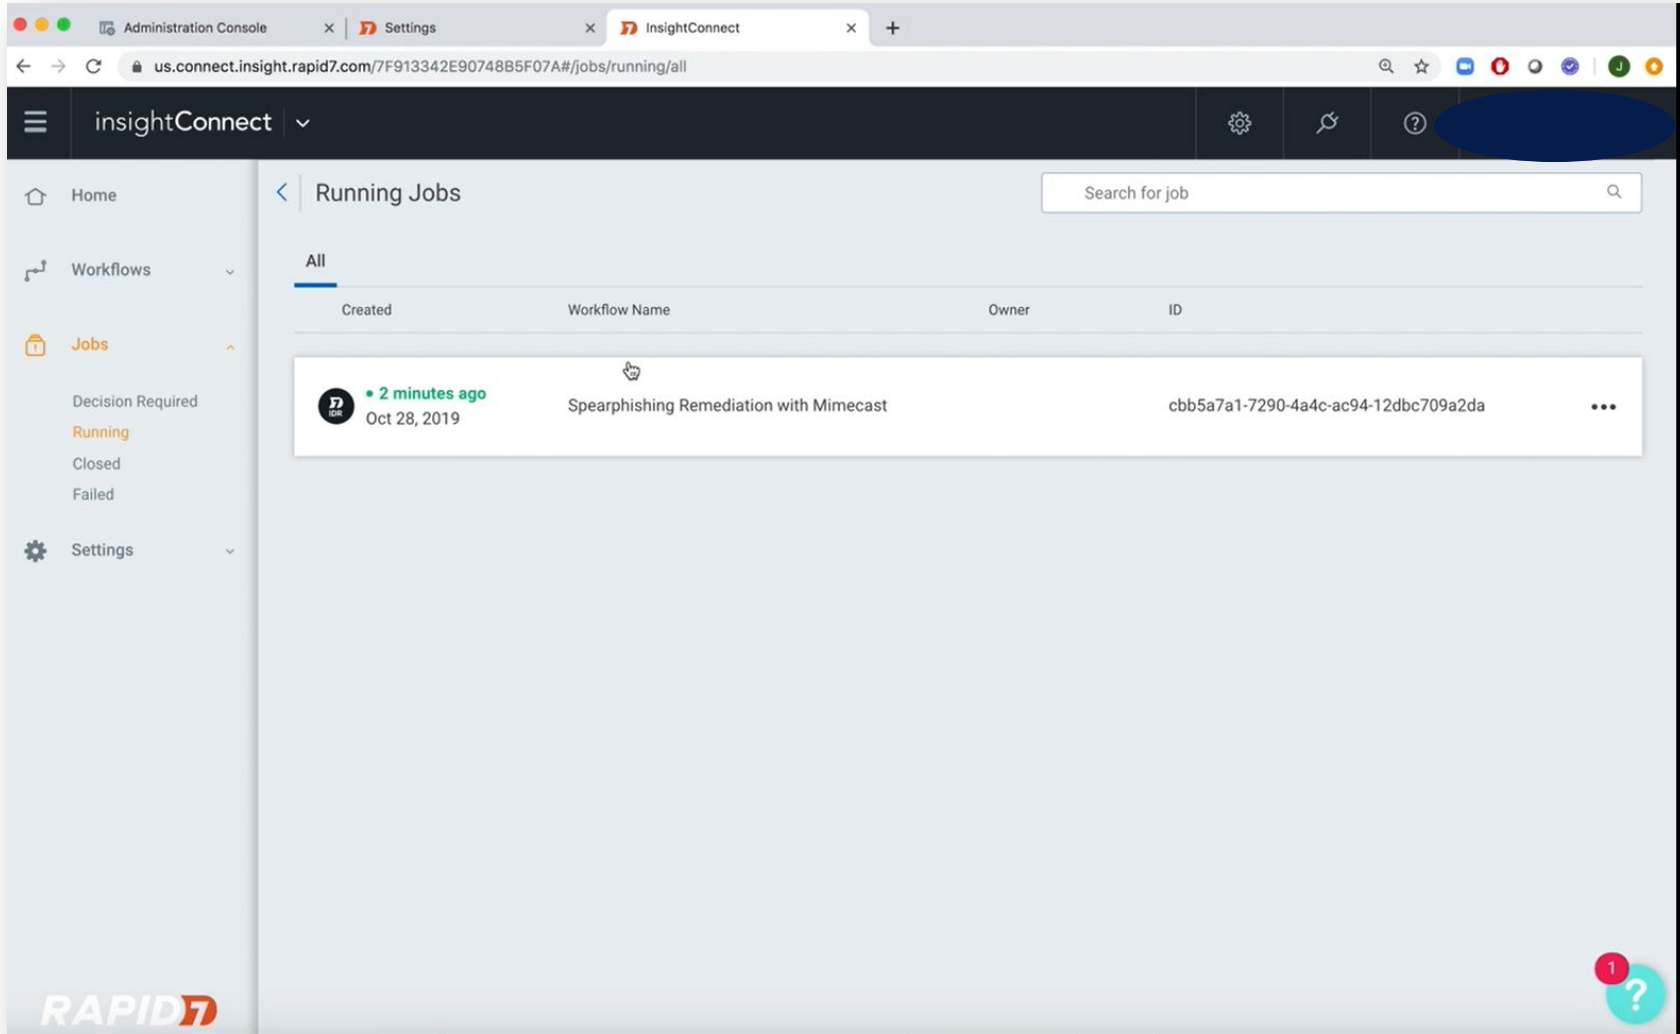 Administration Console
Settings
InsightConnect
us.connect.insight.rapid7.com/7F913342E90748B5F07A#/jobs/running/all
J
insightConnect
Home
Running Jobs
Search for job
Workflows
All
Created Workflow Name Owner ID
Jobs
IDR
• 2 minutes ago
Oct 28, 2019
Spearphishing Remediation with Mimecast
cbb5a7a1-7290-4a4c-ac94-12dbc709a2da
Decision Required
Running
Closed
Failed
Settings
1
?
RAPID7